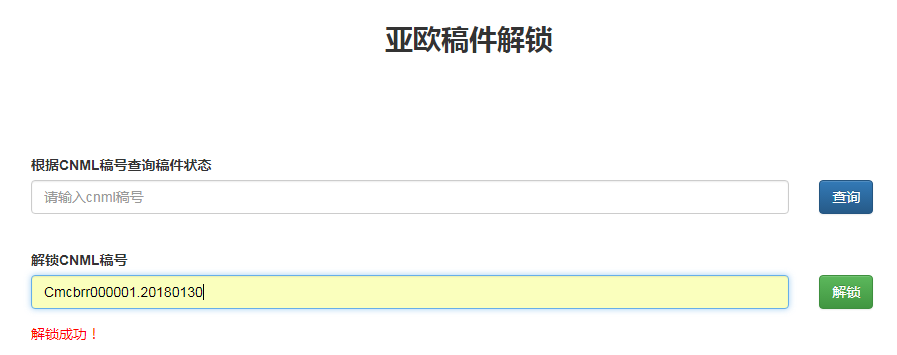 亚欧稿件解锁
根据CNML稿号查询稿件状态
请输入cnml稿号
查询
解锁CNML稿号
Cmcbrr000001.20180130
解锁
解锁成功！